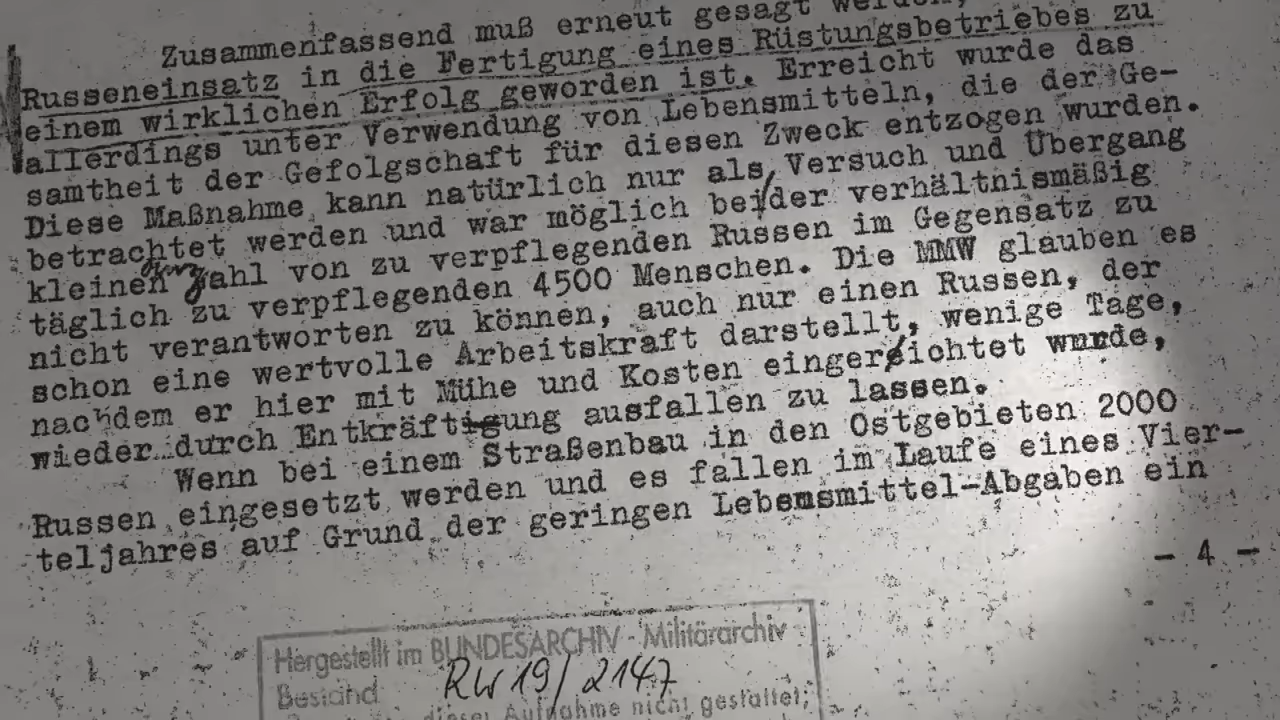 Zusammenfassend muß erneut gesagt werden,
Russeneinsatz in die Fertigung eines Rüstungsbetriebes zu
einem wirklichen Erfolg geworden ist. Erreicht wurde das
allerdings unter Verwendung von Lebensmitteln, die der Ge-
samtheit der Gefolgschaft für diesen Zweck entzogen wurden.
Diese Maßnahme kann natürlich nur als Versuch und Übergang
betrachtet werden und war möglich bei/der verhältnismäßig
kleinen Zahl von zu verpflegenden Russen im Gegensatz zu
täglich zu verpflegenden 4500 Menschen. Die MMW glauben es
nicht verantworten zu können, auch nur einen Russen, der
schon eine wertvolle Arbeitskraft darstellt, wenige Tage,
nachdem er hier mit Mühe und Kosten eingerichtet wurde,
wieder durch Entkräftigung ausfallen zu lassen.
Wenn bei einem Straßenbau in den Ostgebieten 2000
Russen eingesetzt werden und es fallen im Laufe eines Vier-
teljahres auf Grund der geringen Lebensmittel-Abgaben ein
- 4 -
Hergestellt im BUNDESARCHIV - Militärarchiv
Bestand RW 19/2147
dieser Aufnahme nicht gestattet;